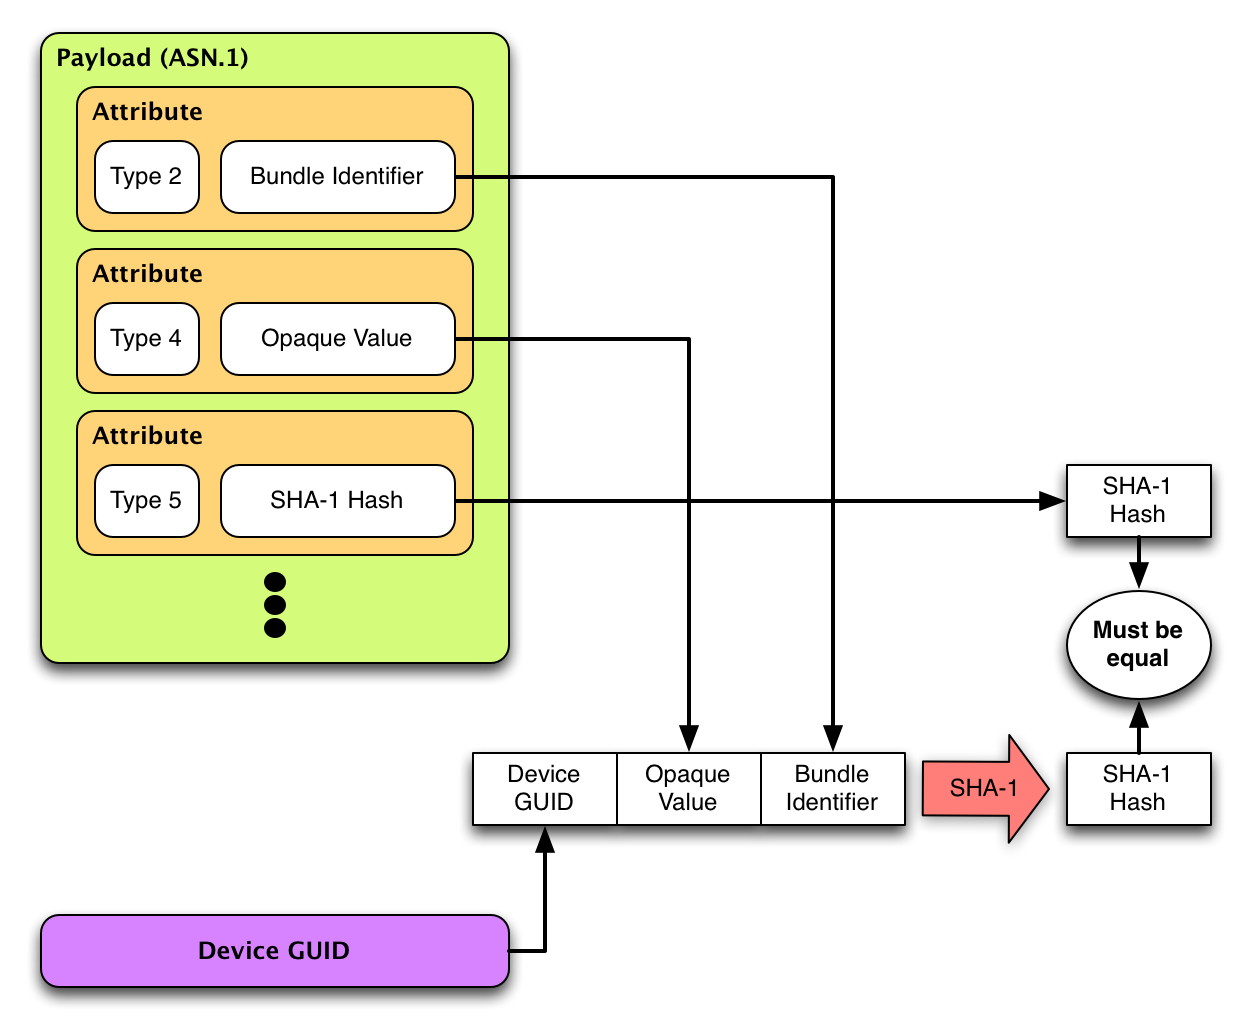 Payload (ASN.1)
Attribute
Type 2
Bundle Identifier
Attribute
Type 4
Opaque Value
Attribute
Type 5
SHA-1 Hash
SHA-1
Hash
Must be
equal
Device
GUID
Opaque
Value
Bundle
Identifier
SHA-1
SHA-1
Hash
Device GUID